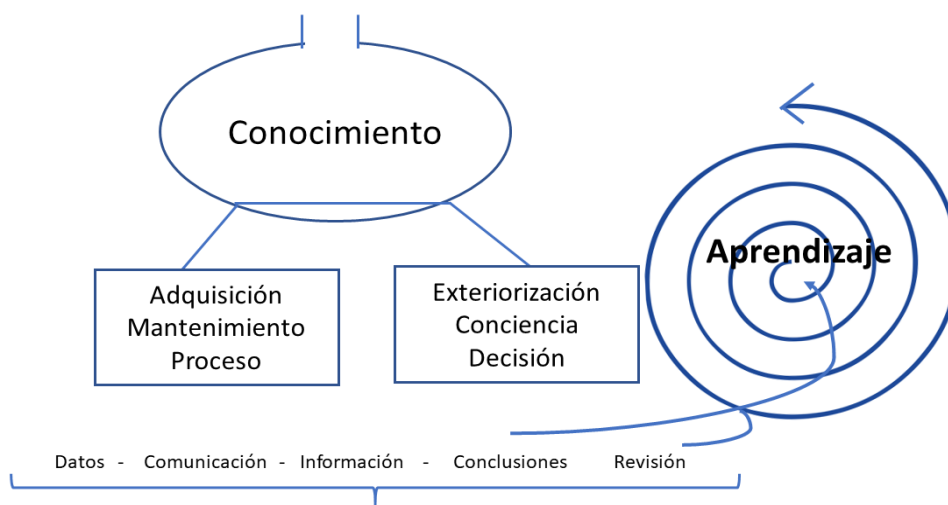 Conocimiento
Aprendizaje
Adquisición
Mantenimiento
Proceso
Exteriorización
Conciencia
Decisión
Datos - Comunicación - Información - Conclusiones Revisión